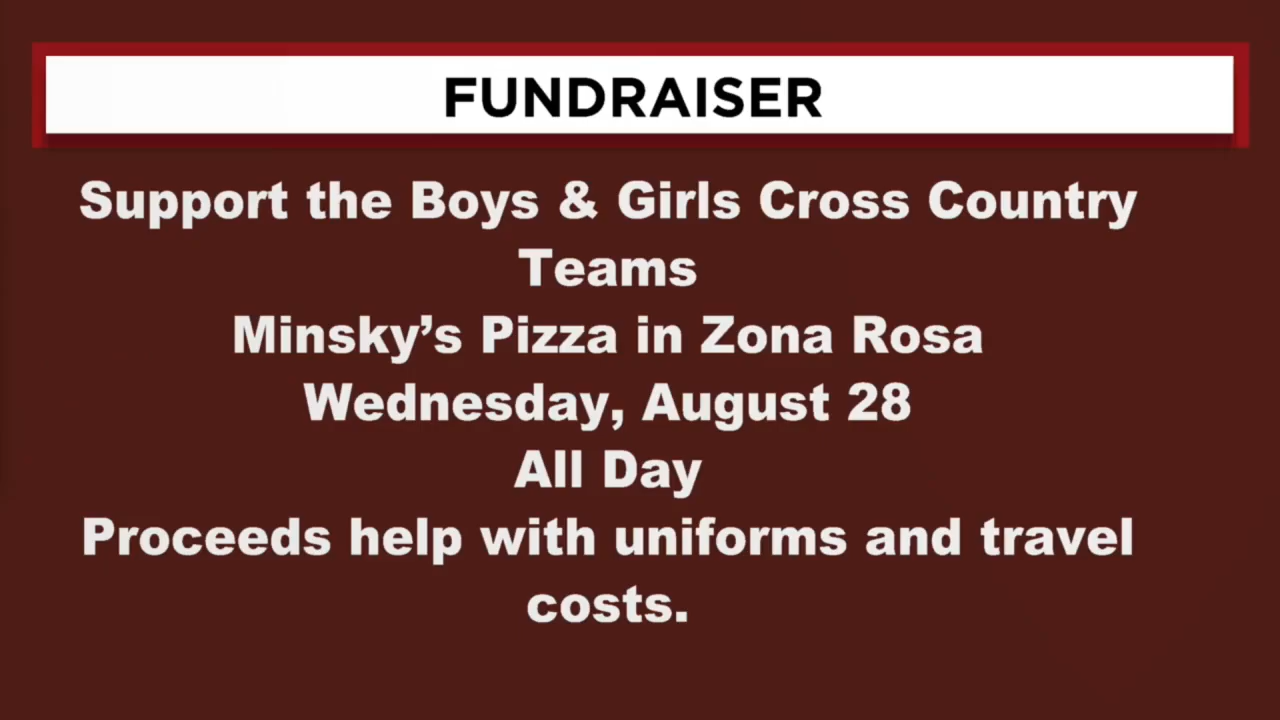 FUNDRAISER
Support the Boys & Girls Cross Country
Teams
Minsky’s Pizza in Zona Rosa
Wednesday, August 28
All Day
Proceeds help with uniforms and travel
costs.